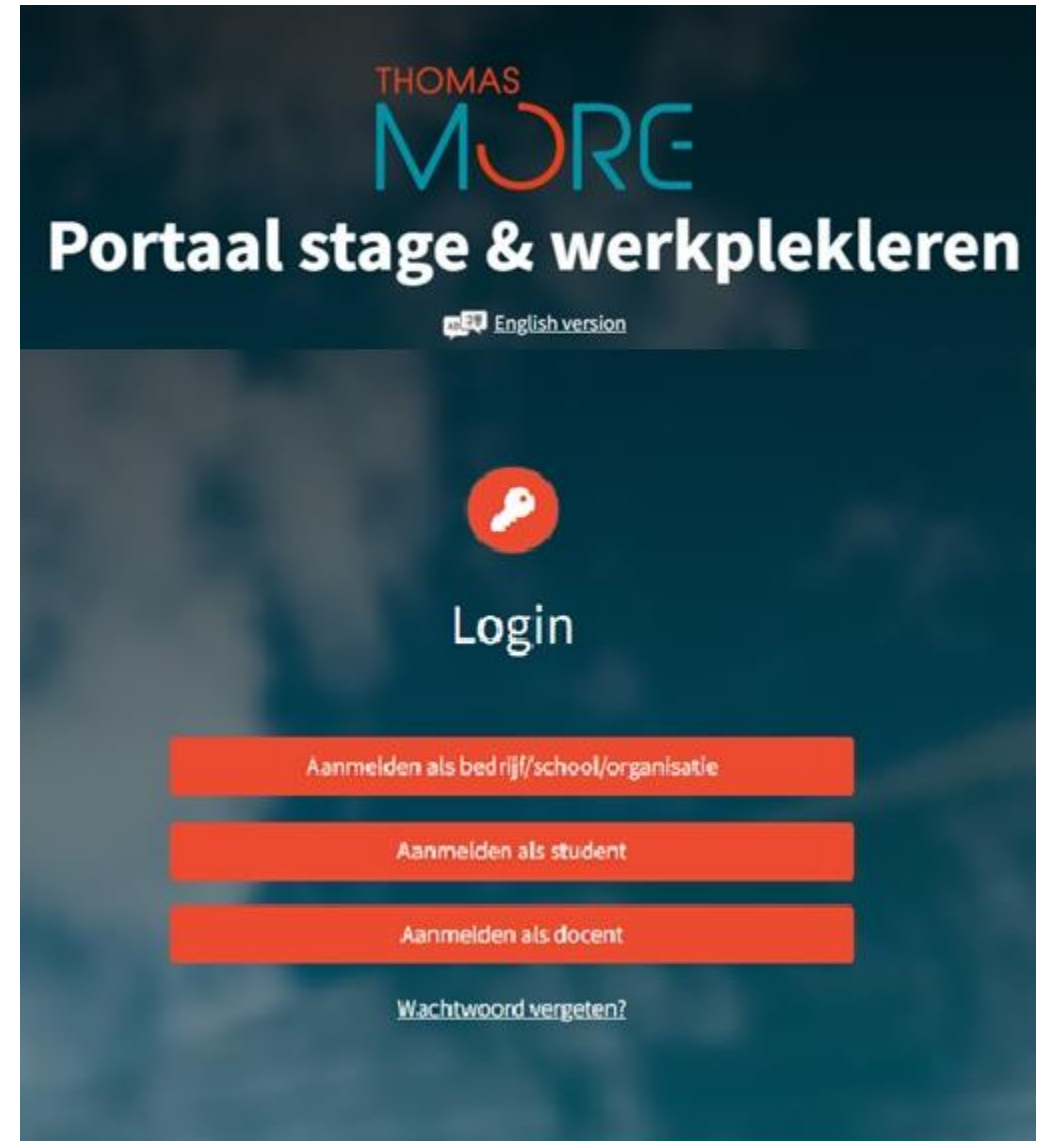 THOMAS
MORE
Portaal stage & werkplekleren
English version
Login
Aanmelden als bedrijf/school/organisatie
Aanmelden als student
Aanmelden als docent
Wachtwoord vergeten?